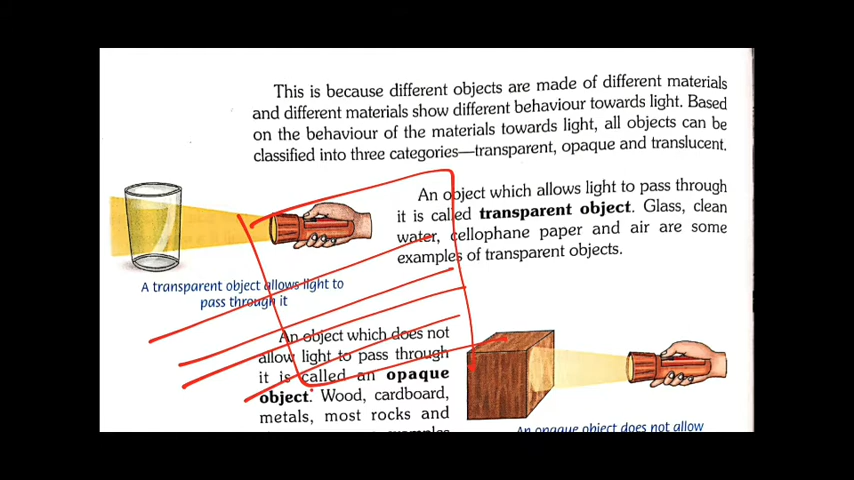 This is because different objects are made of different materials
and different materials show different behaviour towards light. Based
on the behaviour of the materials towards light, all objects can be
classified into three categories—transparent, opaque and translucent.
An object which allows light to pass through
it is called transparent object. Glass, clean
water, cellophane paper and air are some
examples of transparent objects.
A transparent object allows light to
pass through it
An object which does not
allow light to pass through
it is called an opaque
object. Wood, cardboard,
metals, most rocks and
examples
An opaque object does not allow